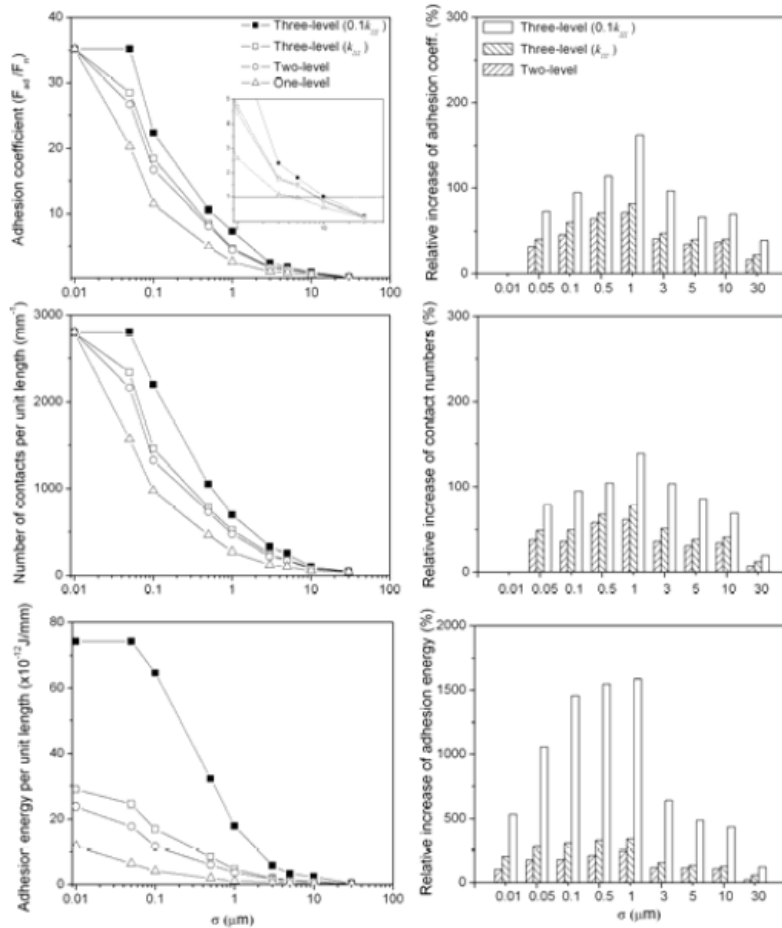 Adhesion coefficient (F_ad /F_n)
40
30
20
10
0.01 0.1 1 10 100
Three-level (0.1k_III)
Three-level (k_III)
Two-level
One-level
Relative increase of adhesion coeff. (%)
300
200
100
0
0.01 0.05 0.1 0.5 1 3 5 10 30
Three-level (0.1k_III)
Three-level (k_III)
Two-level
Number of contacts per unit length (mm⁻¹)
3000
2000
1000
0
0.01 0.1 1 10 100
Relative increase of contact numbers (%)
300
200
100
0
0.01 0.05 0.1 0.5 1 3 5 10 30
Adhesion energy per unit length (x10⁻¹²J/mm)
80
60
40
20
0
0.01 0.1 1 10 100
σ (μm)
Relative increase of adhesion energy (%)
2000
1500
1000
500
0
0.01 0.05 0.1 0.5 1 3 5 10 30
σ (μm)